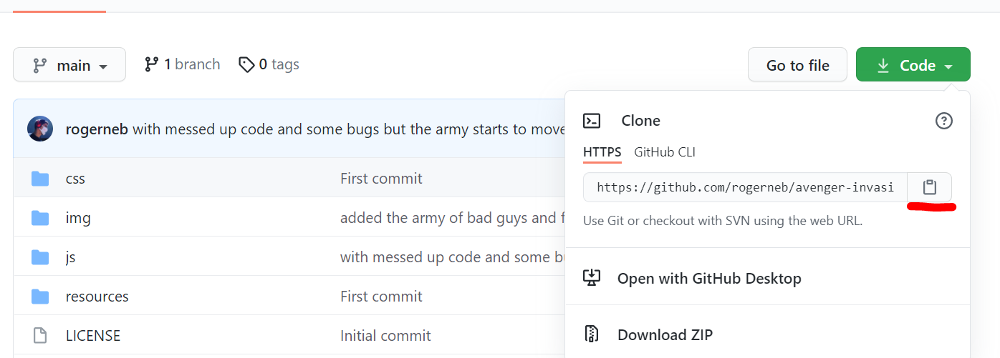 main 1 branch 0 tags Go to file Code
rogerneb with messed up code and some bugs but the army starts to move
Clone
HTTPS GitHub CLI
https://github.com/rogerneb/avenger-invasi
Use Git or checkout with SVN using the web URL.
Open with GitHub Desktop
Download ZIP
css First commit
img added the army of bad guys and f
js with messed up code and some bu
resources First commit
LICENSE Initial commit